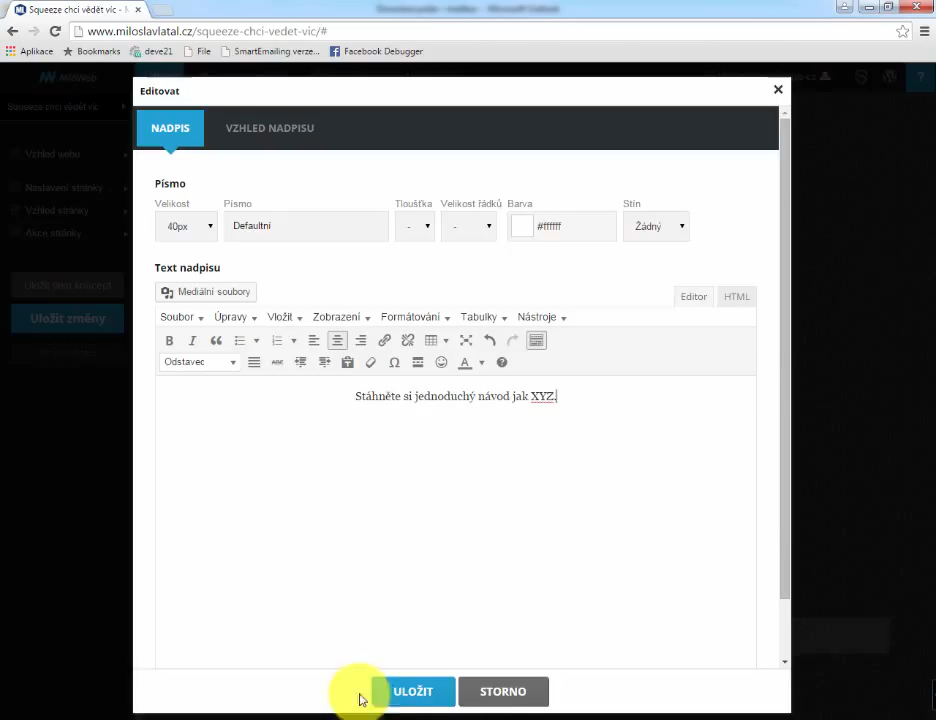 Squeeze chci vědět víc - M
www.miloslavlatal.cz/squeeze-chci-vedet-vic/#
Aplikace Bookmarks deve21 File SmartEmailing verze... Facebook Debugger
MioWeb
Squeeze chci vědět víc
Editovat
NADPIS VZHLED NADPISU
Vzhled webu
Nastavení stránky
Vzhled stránky
Akce stránky
Uložit jako koncept
Uložit změny
Písmo
Velikost Písmo Tloušťka Velikost řádků Barva Stín
40px Defaultní - - #ffffff Žádný
Text nadpisu
Mediální soubory
Editor HTML
Soubor Úpravy Vložit Zobrazení Formátování Tabulky Nástroje
B I
Odstavec ABC A
Stáhněte si jednoduchý návod jak XYZ.
ULOŽIT STORNO